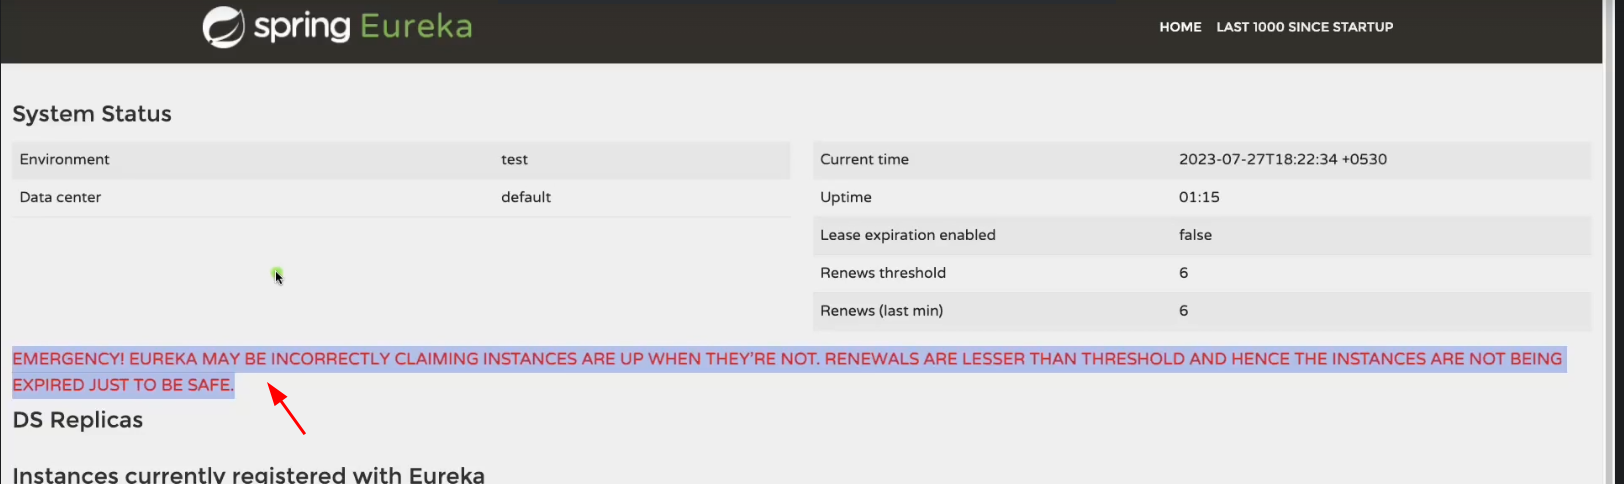 spring Eureka
HOME LAST 1000 SINCE STARTUP
System Status
Environment test
Data center default
Current time 2023-07-27T18:22:34 +0530
Uptime 01:15
Lease expiration enabled false
Renews threshold 6
Renews (last min) 6
EMERGENCY! EUREKA MAY BE INCORRECTLY CLAIMING INSTANCES ARE UP WHEN THEY'RE NOT. RENEWALS ARE LESSER THAN THRESHOLD AND HENCE THE INSTANCES ARE NOT BEING
EXPIRED JUST TO BE SAFE.
DS Replicas
Instances currently registered with Eureka